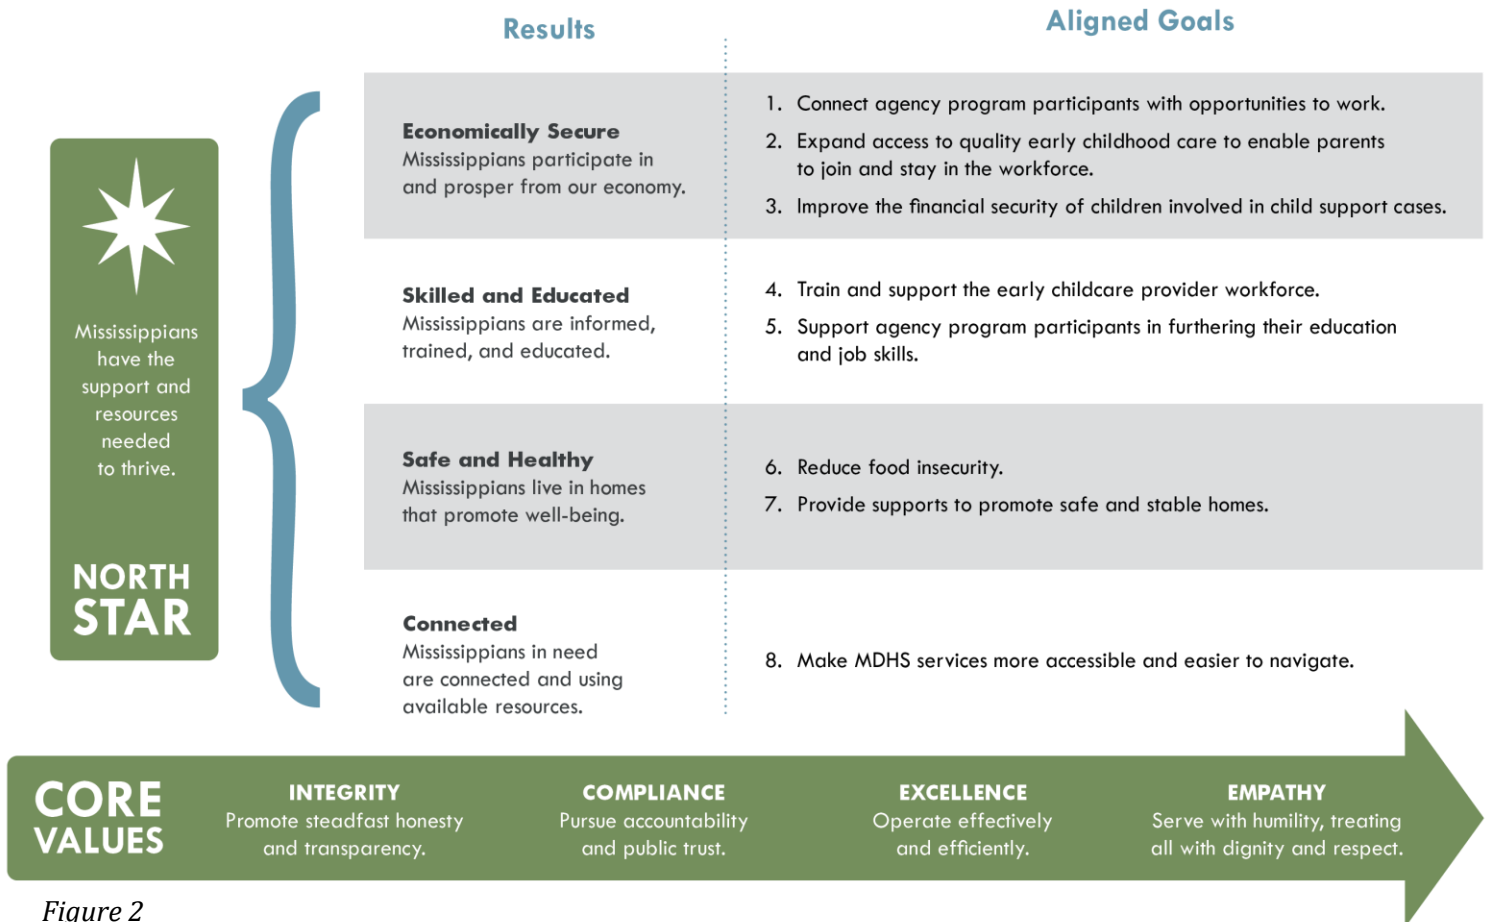 Results
Aligned Goals
Mississippians
have the
support and
resources
needed
to thrive.
NORTH
STAR
Economically Secure
Mississippians participate in
and prosper from our economy.
1. Connect agency program participants with opportunities to work.
2. Expand access to quality early childhood care to enable parents
to join and stay in the workforce.
3. Improve the financial security of children involved in child support cases.
Skilled and Educated
Mississippians are informed,
trained, and educated.
4. Train and support the early childcare provider workforce.
5. Support agency program participants in furthering their education
and job skills.
Safe and Healthy
Mississippians live in homes
that promote well-being.
6. Reduce food insecurity.
7. Provide supports to promote safe and stable homes.
Connected
Mississippians in need
are connected and using
available resources.
8. Make MDHS services more accessible and easier to navigate.
CORE
VALUES
INTEGRITY
Promote steadfast honesty
and transparency.
COMPLIANCE
Pursue accountability
and public trust.
EXCELLENCE
Operate effectively
and efficiently.
EMPATHY
Serve with humility, treating
all with dignity and respect.
Figure 2